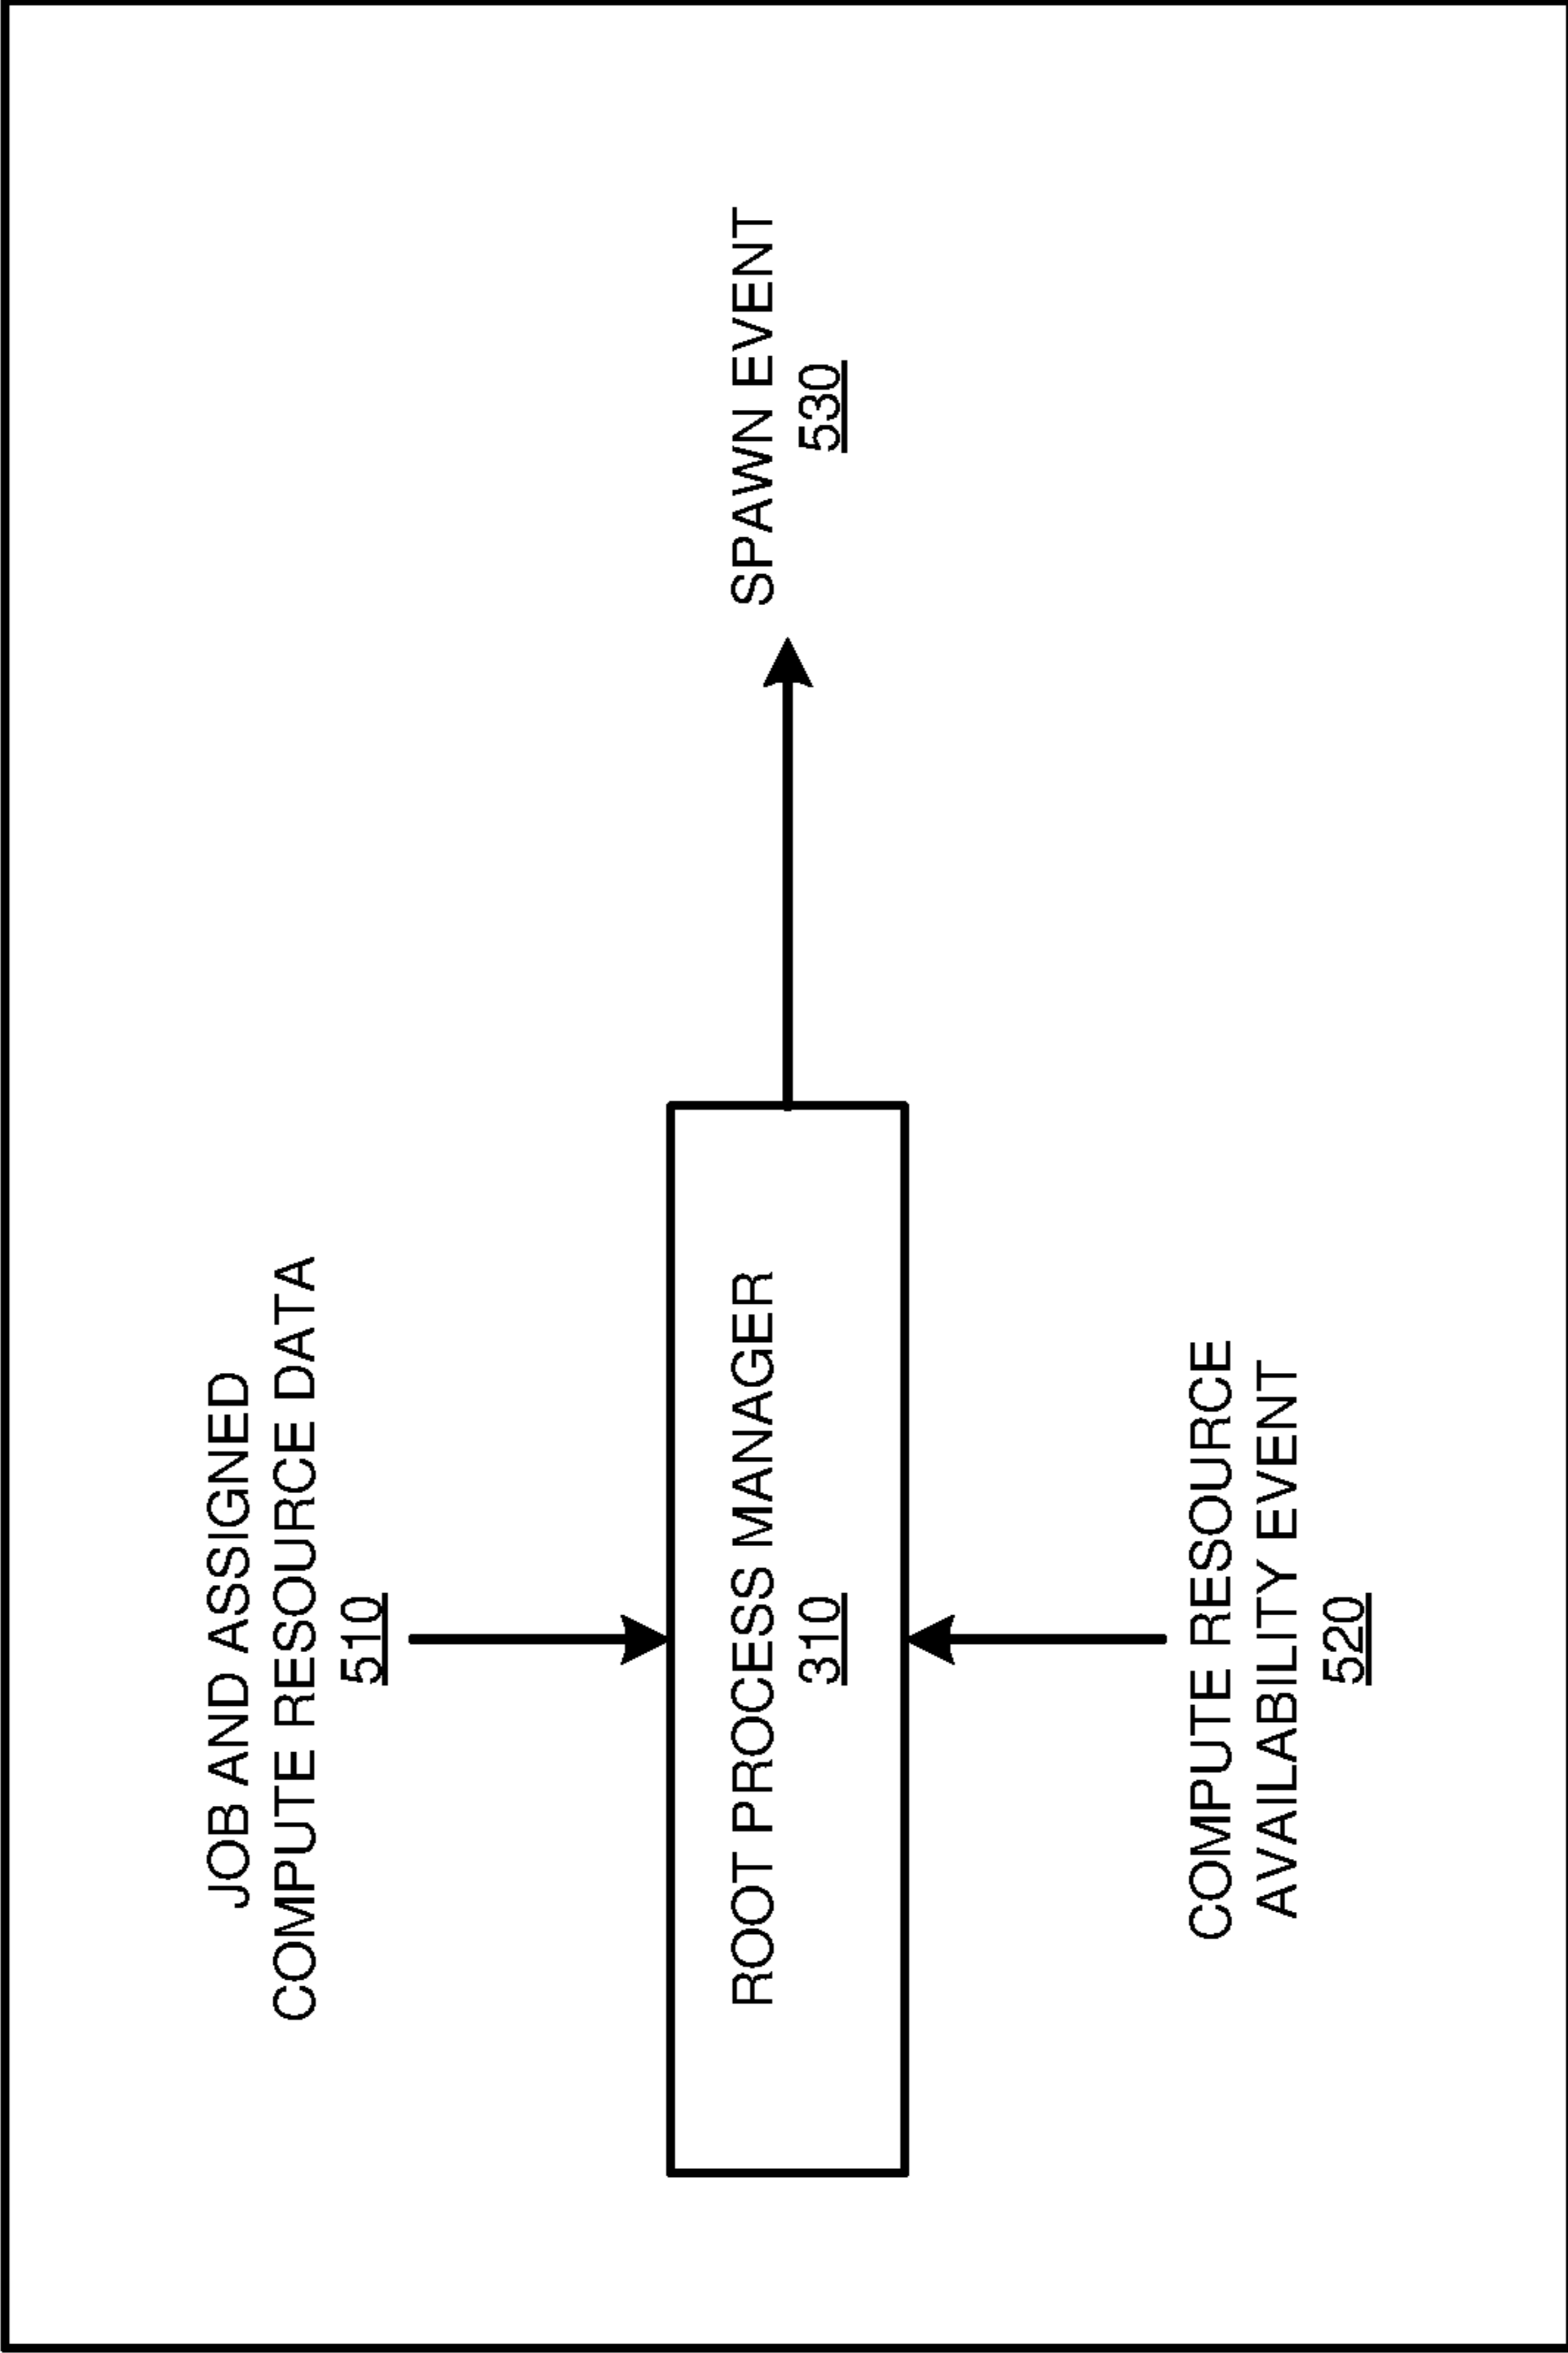 JOB AND ASSIGNED
COMPUTE RESOURCE DATA
510
ROOT PROCESS MANAGER
310
SPAWN EVENT
530
COMPUTE RESOURCE
AVAILABILITY EVENT
520